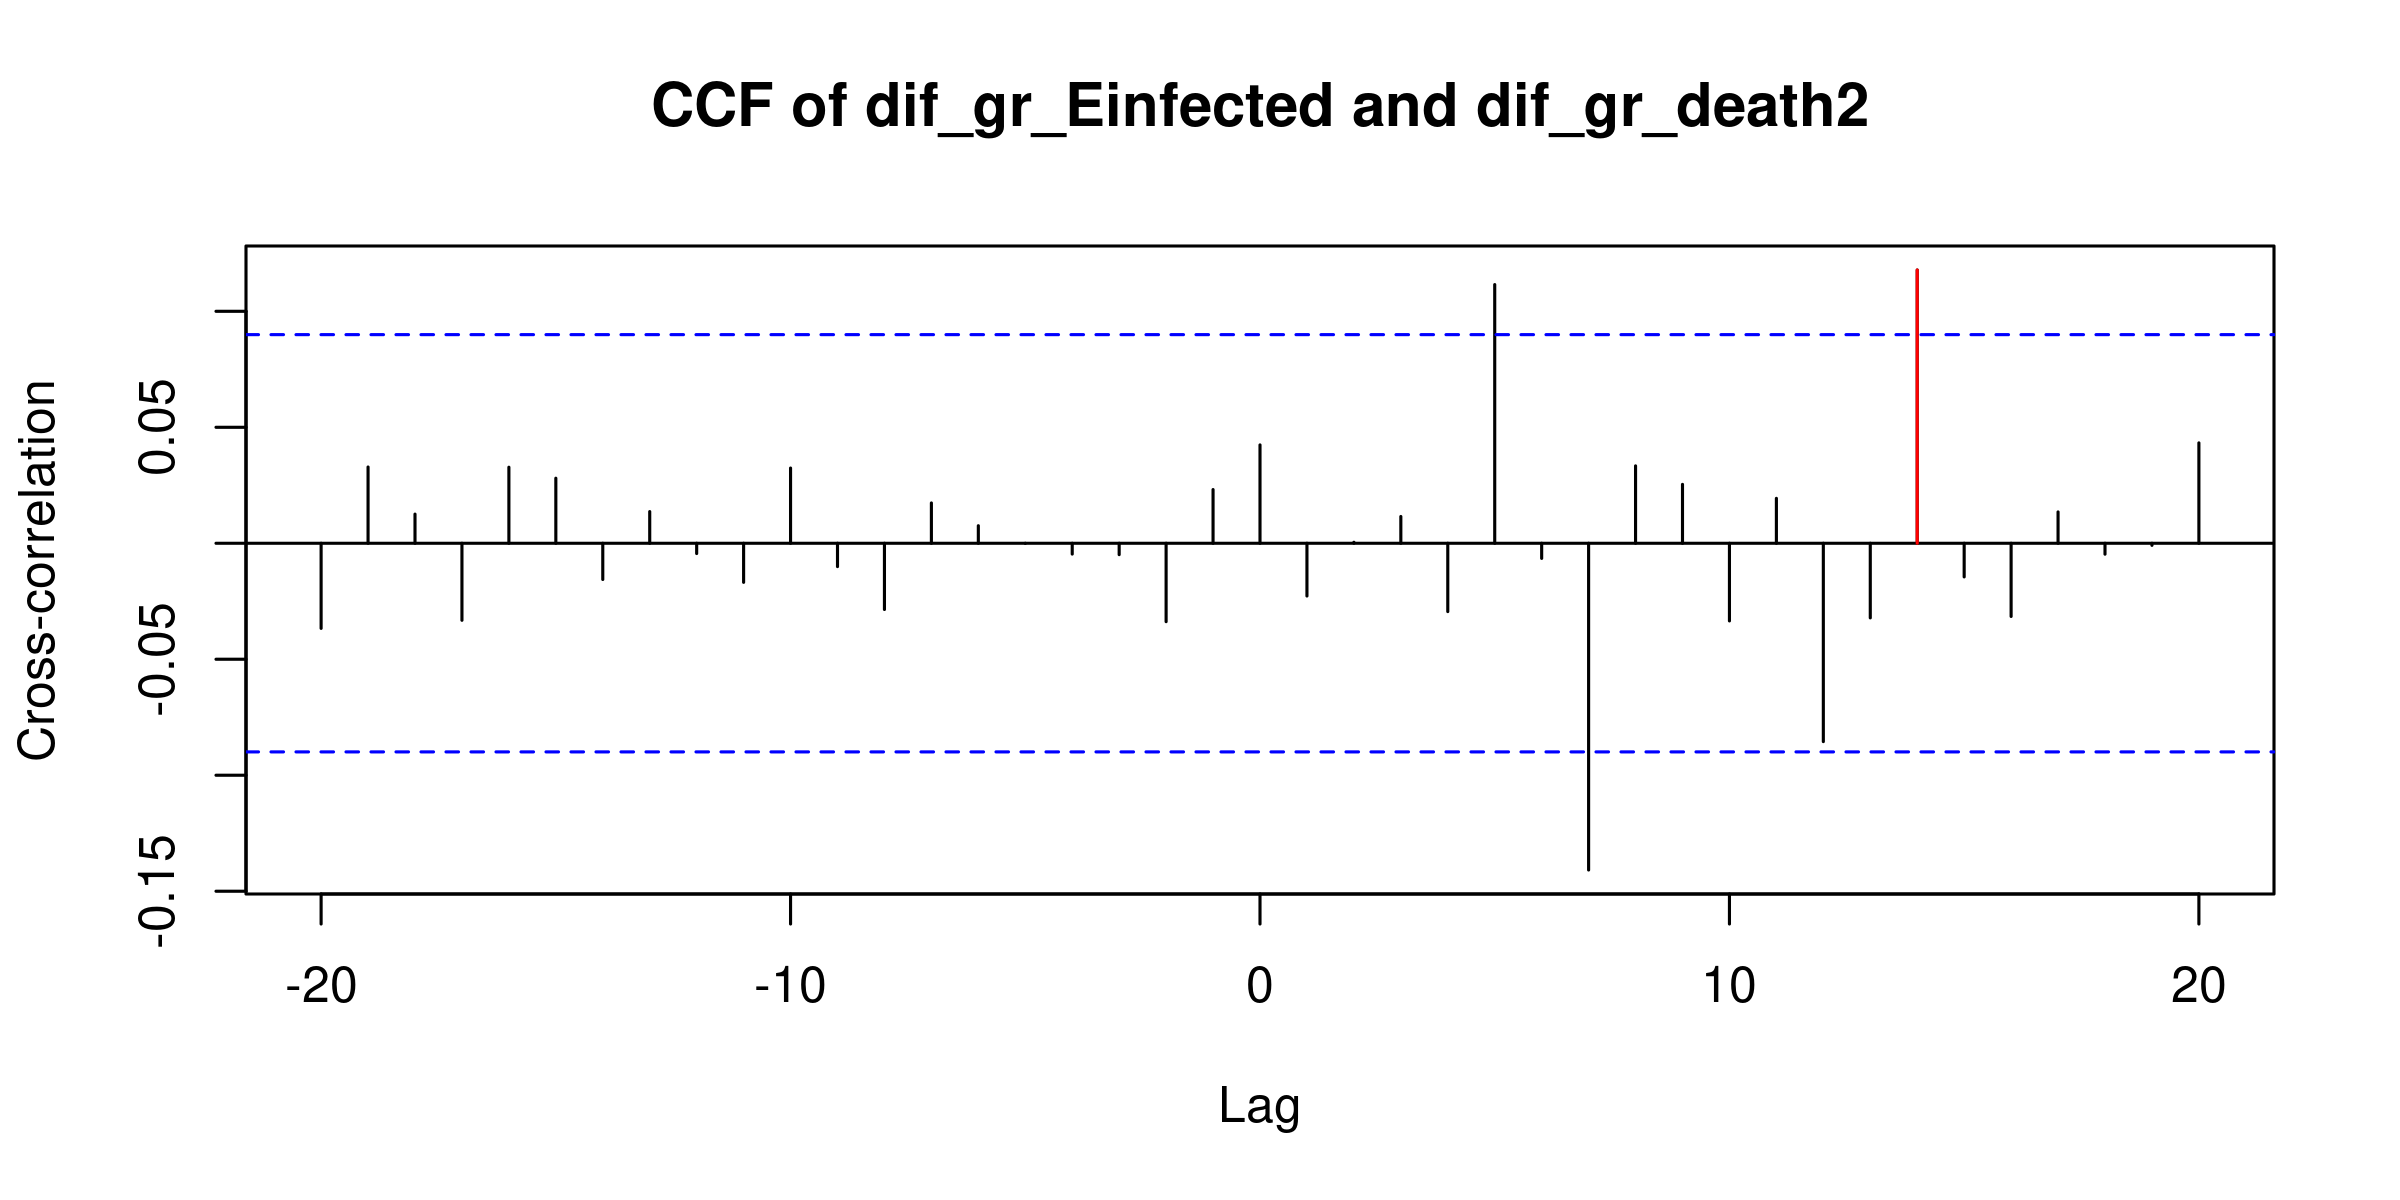 CCF of dif_gr_Einfected and dif_gr_death2
Cross-correlation
0.05
-0.05
-0.15
-20 -10 0 10 20
Lag